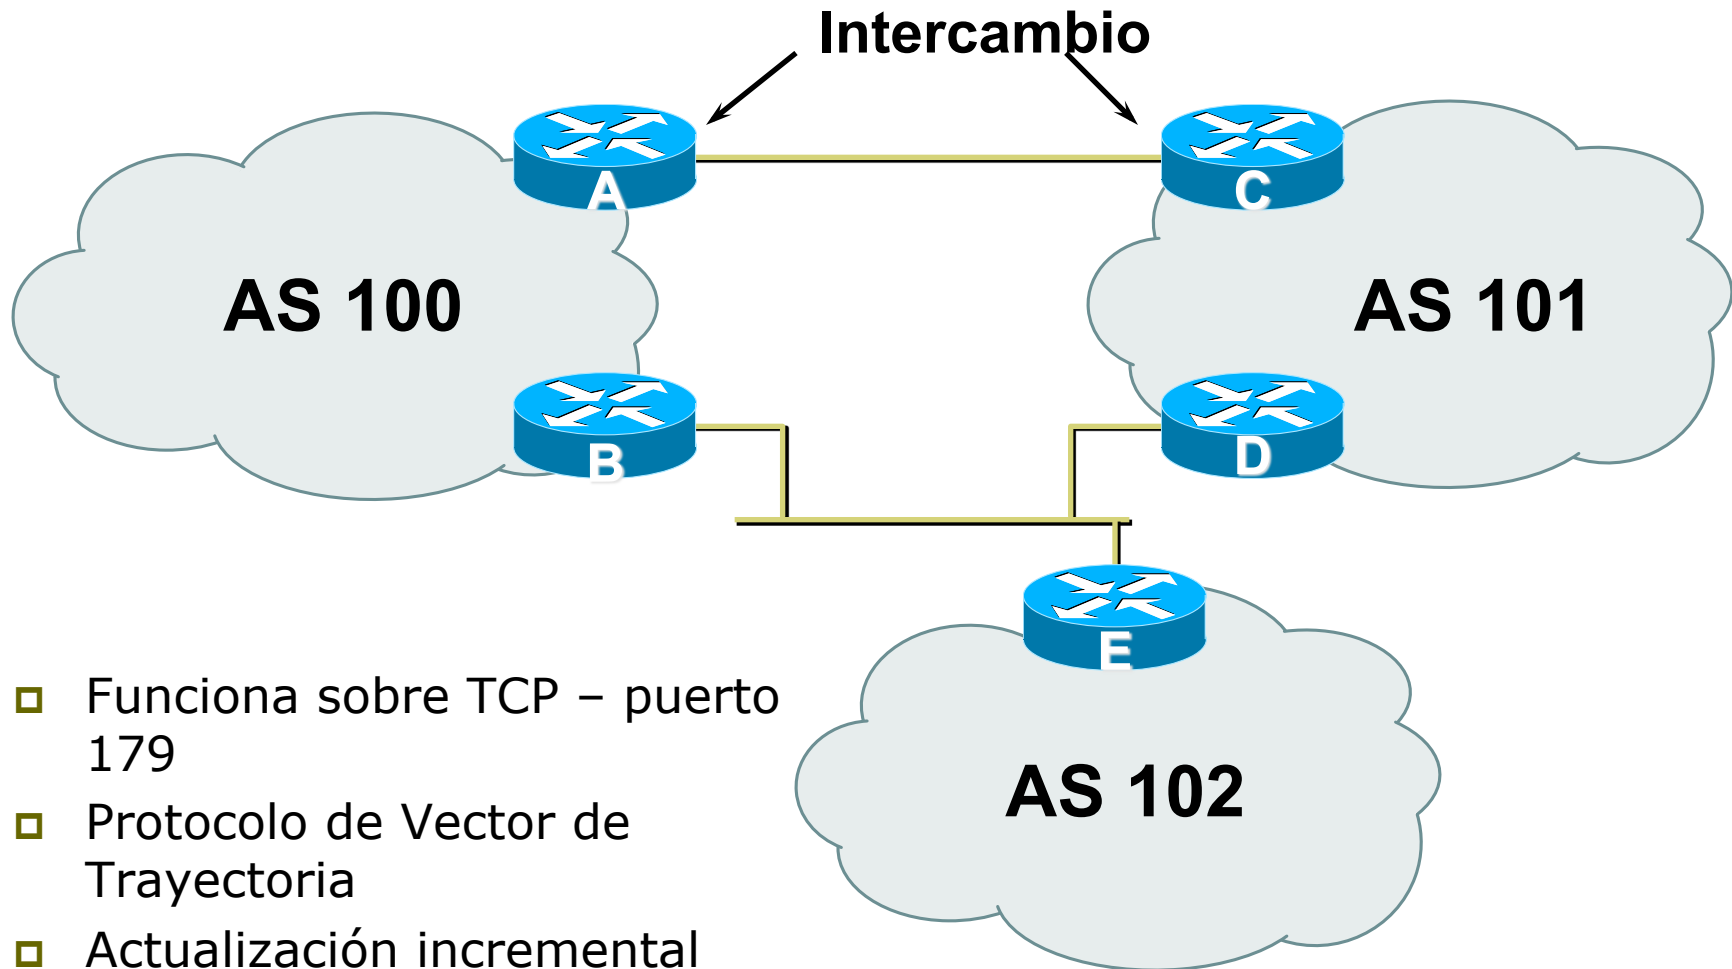 Intercambio
A
C
AS 100
AS 101
B
D
E
Funciona sobre TCP – puerto
179
Protocolo de Vector de
Trayectoria
Actualización incremental
AS 102